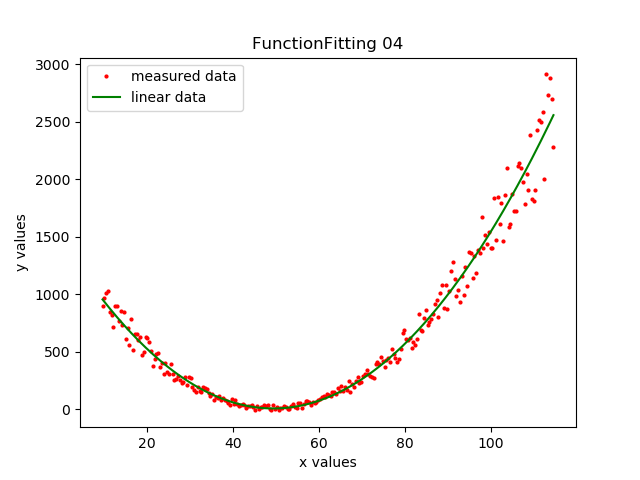 FunctionFitting 04
measured data
linear data
y values
3000
2500
2000
1500
1000
500
0
20 40 60 80 100
x values